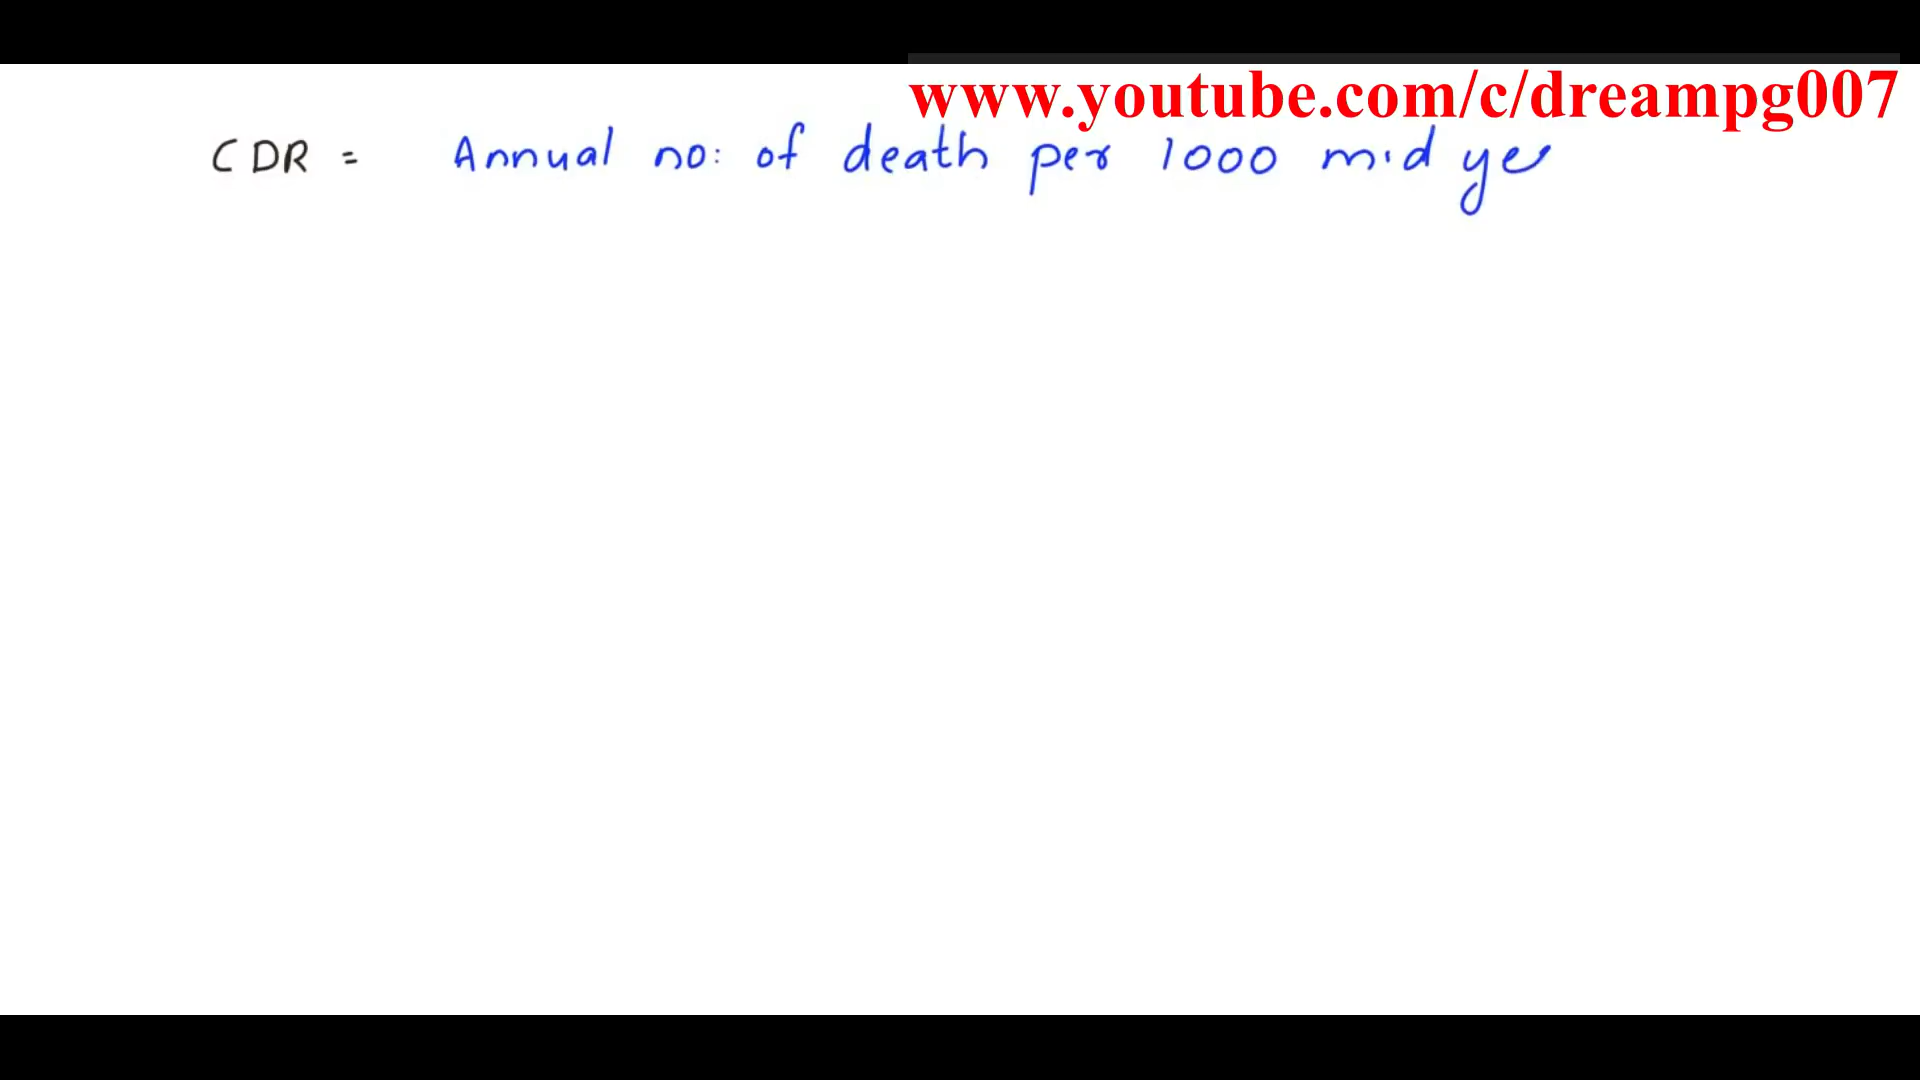 www.youtube.com/c/dreampg007
CDR = Annual no: of death per 1000 mid ye